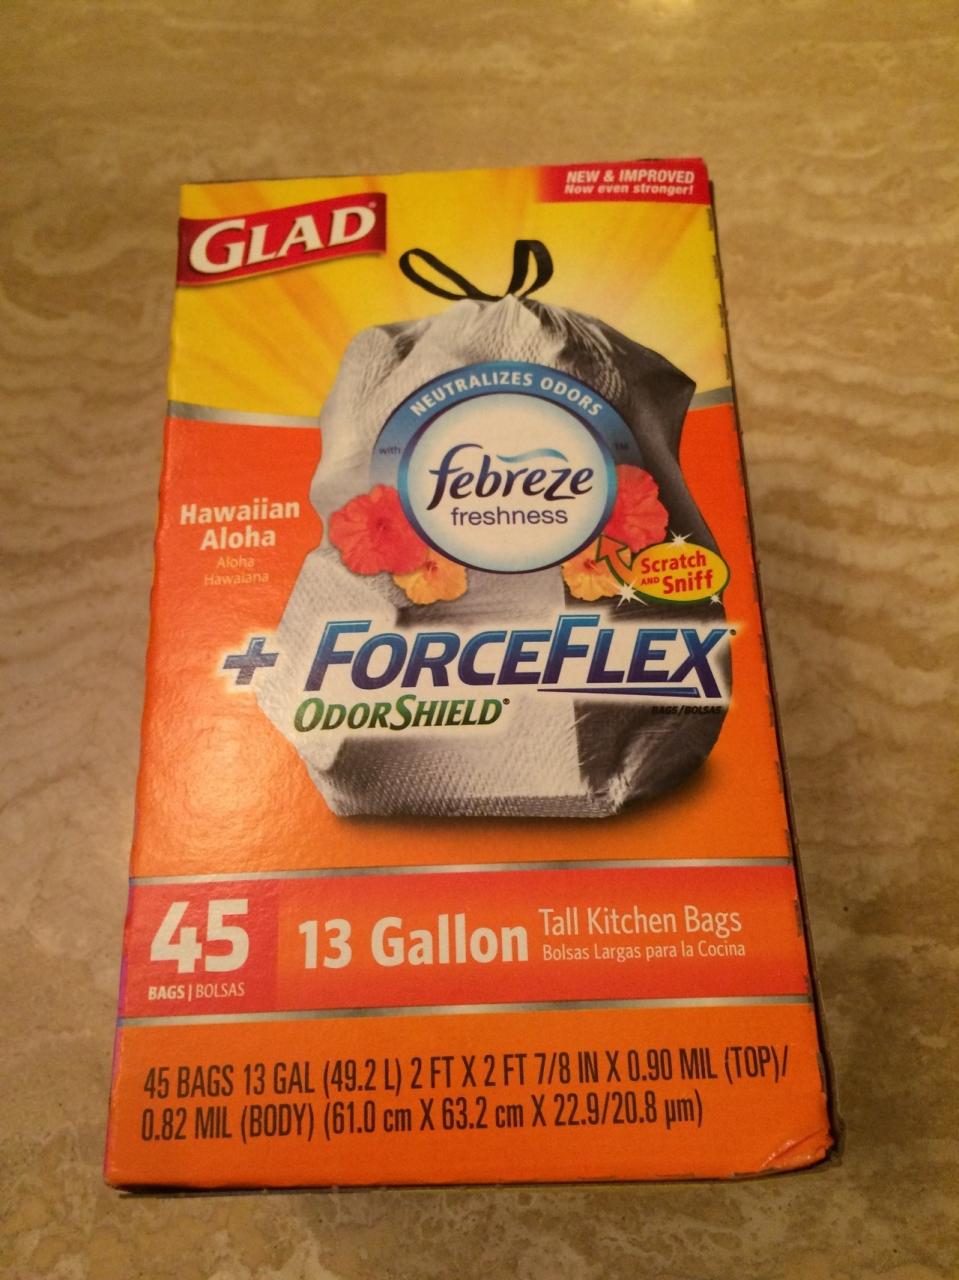 NEW & IMPROVED
Now even stronger!
GLAD®
NEUTRALIZES ODORS
with
febreze™
freshness
Hawaiian
Aloha
Aloha
Hawaiana
Scratch
AND Sniff
+ FORCEFLEX®
ODORSHIELD®
BAGS/BOLSAS
45
BAGS | BOLSAS
13 Gallon
Tall Kitchen Bags
Bolsas Largas para la Cocina
45 BAGS 13 GAL (49.2 L) 2 FT X 2 FT 7/8 IN X 0.90 MIL (TOP)/
0.82 MIL (BODY) (61.0 cm X 63.2 cm X 22.9/20.8 µm)